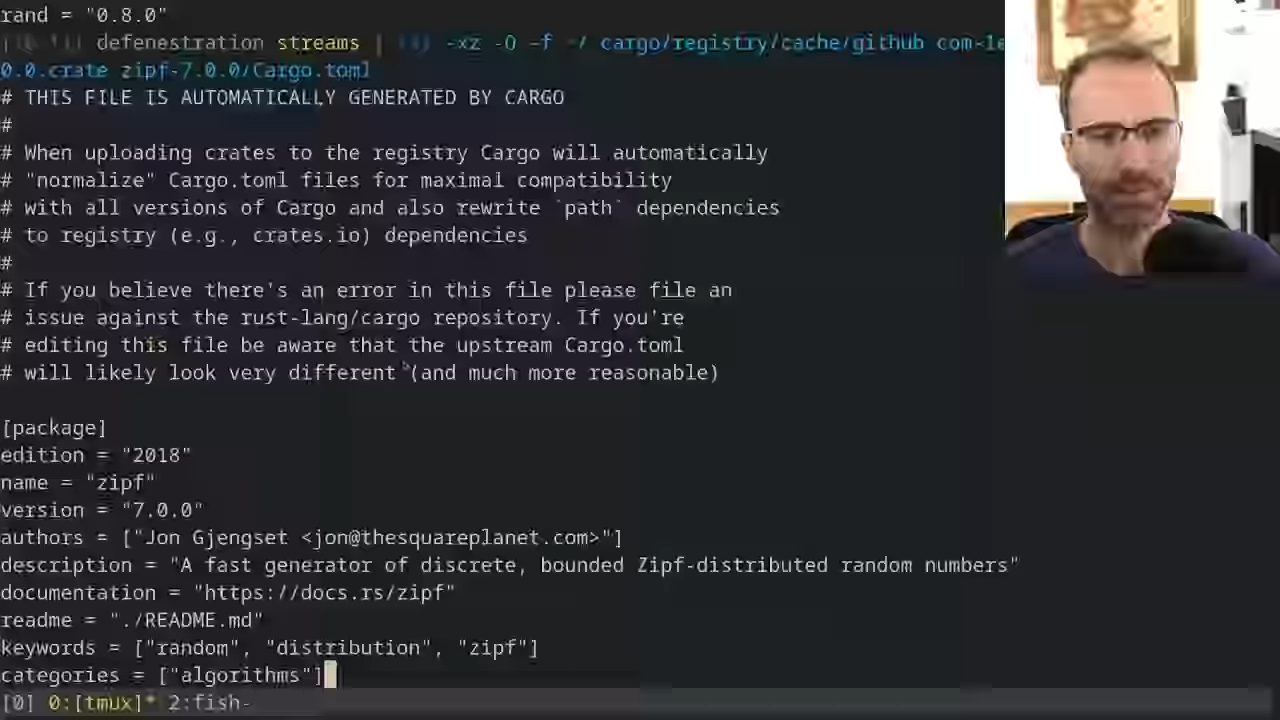 rand = "0.8.0"
defenestration streams | -xz -O -f ~/ cargo/registry/cache/github com-1e
0.0.crate zipf-7.0.0/Cargo.toml
# THIS FILE IS AUTOMATICALLY GENERATED BY CARGO
#
# When uploading crates to the registry Cargo will automatically
# "normalize" Cargo.toml files for maximal compatibility
# with all versions of Cargo and also rewrite `path` dependencies
# to registry (e.g., crates.io) dependencies
#
# If you believe there's an error in this file please file an
# issue against the rust-lang/cargo repository. If you're
# editing this file be aware that the upstream Cargo.toml
# will likely look very different (and much more reasonable)
[package]
edition = "2018"
name = "zipf"
version = "7.0.0"
authors = ["Jon Gjengset <jon@thesquareplanet.com>"]
description = "A fast generator of discrete, bounded Zipf-distributed random numbers"
documentation = "https://docs.rs/zipf"
readme = "./README.md"
keywords = ["random", "distribution", "zipf"]
categories = ["algorithms"]
[0] 0:[tmux]* 2:fish-